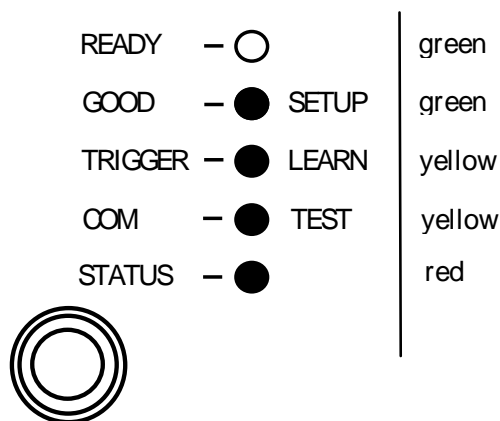 READY green
GOOD SETUP green
TRIGGER LEARN yellow
COM TEST yellow
STATUS red